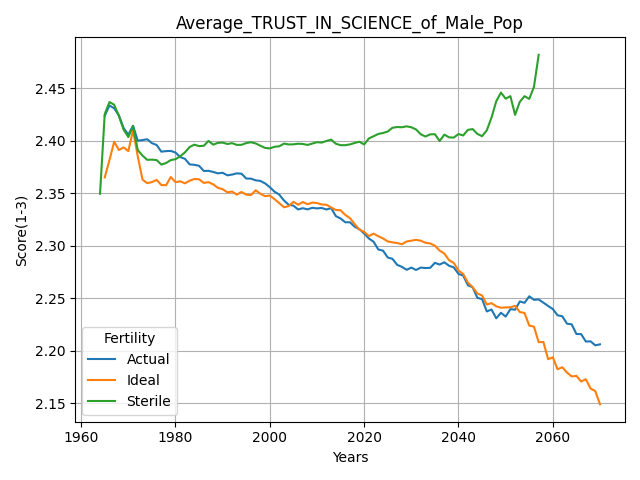 Average_TRUST_IN_SCIENCE_of_Male_Pop
Score(1-3)
2.45
2.40
2.35
2.30
2.25
2.20
2.15
Fertility
Actual
Ideal
Sterile
1960 1980 2000 2020 2040 2060
Years